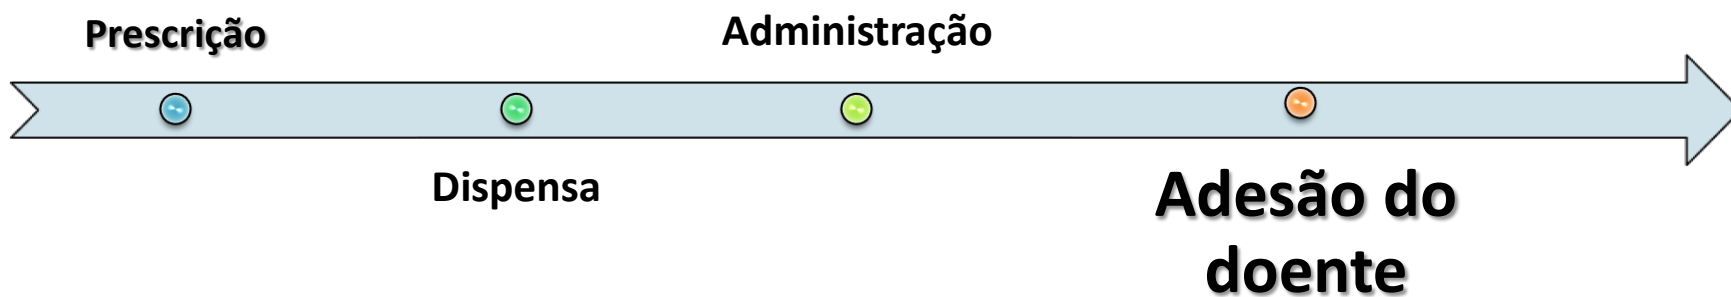 Prescrição
Administração
Dispensa
Adesão do
doente